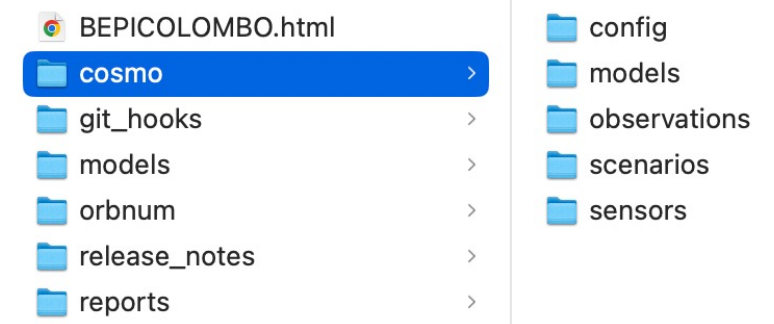 BEPICOLOMBO.html
cosmo
git_hooks
models
orbnum
release_notes
reports
config
models
observations
scenarios
sensors